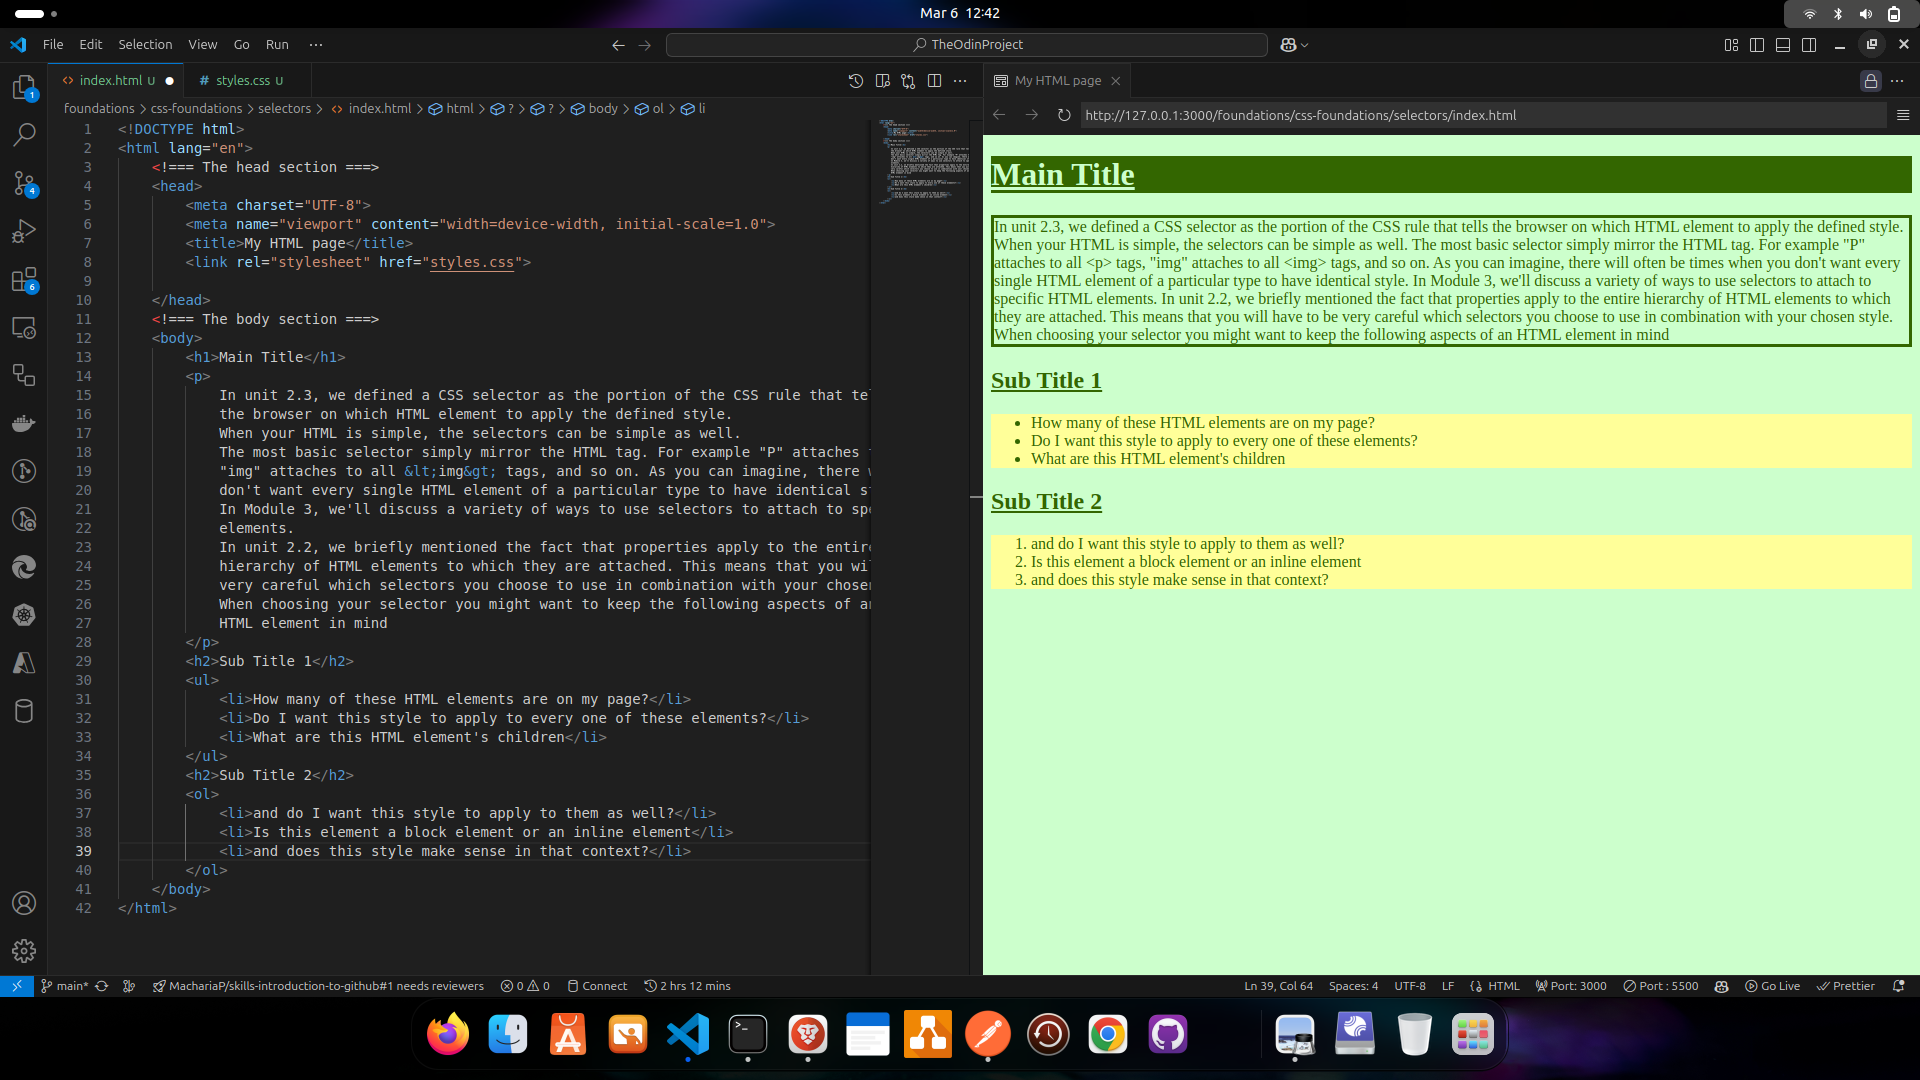 Mar 6 12:42
File Edit Selection View Go Run ···
TheOdinProject
index.html U
styles.css U
foundations > css-foundations > selectors > index.html > html > ? > ? > body > ol > li
1 <!DOCTYPE html>
2 <html lang="en">
3 <!=== The head section ===>
4 <head>
5 <meta charset="UTF-8">
6 <meta name="viewport" content="width=device-width, initial-scale=1.0">
7 <title>My HTML page</title>
8 <link rel="stylesheet" href="styles.css">
9
10 </head>
11 <!=== The body section ===>
12 <body>
13 <h1>Main Title</h1>
14 <p>
15 In unit 2.3, we defined a CSS selector as the portion of the CSS rule that te
16 the browser on which HTML element to apply the defined style.
17 When your HTML is simple, the selectors can be simple as well.
18 The most basic selector simply mirror the HTML tag. For example "P" attaches
19 "img" attaches to all &lt;img&gt; tags, and so on. As you can imagine, there
20 don't want every single HTML element of a particular type to have identical s
21 In Module 3, we'll discuss a variety of ways to use selectors to attach to sp
22 elements.
23 In unit 2.2, we briefly mentioned the fact that properties apply to the entir
24 hierarchy of HTML elements to which they are attached. This means that you wi
25 very careful which selectors you choose to use in combination with your chose
26 When choosing your selector you might want to keep the following aspects of a
27 HTML element in mind
28 </p>
29 <h2>Sub Title 1</h2>
30 <ul>
31 <li>How many of these HTML elements are on my page?</li>
32 <li>Do I want this style to apply to every one of these elements?</li>
33 <li>What are this HTML element's children</li>
34 </ul>
35 <h2>Sub Title 2</h2>
36 <ol>
37 <li>and do I want this style to apply to them as well?</li>
38 <li>Is this element a block element or an inline element</li>
39 <li>and does this style make sense in that context?</li>
40 </ol>
41 </body>
42 </html>
1
4
6
My HTML page
http://127.0.0.1:3000/foundations/css-foundations/selectors/index.html
Main Title
In unit 2.3, we defined a CSS selector as the portion of the CSS rule that tells the browser on which HTML element to apply the defined style.
When your HTML is simple, the selectors can be simple as well. The most basic selector simply mirror the HTML tag. For example "P"
attaches to all <p> tags, "img" attaches to all <img> tags, and so on. As you can imagine, there will often be times when you don't want every
single HTML element of a particular type to have identical style. In Module 3, we'll discuss a variety of ways to use selectors to attach to
specific HTML elements. In unit 2.2, we briefly mentioned the fact that properties apply to the entire hierarchy of HTML elements to which
they are attached. This means that you will have to be very careful which selectors you choose to use in combination with your chosen style.
When choosing your selector you might want to keep the following aspects of an HTML element in mind
Sub Title 1
• How many of these HTML elements are on my page?
• Do I want this style to apply to every one of these elements?
• What are this HTML element's children
Sub Title 2
1. and do I want this style to apply to them as well?
2. Is this element a block element or an inline element
3. and does this style make sense in that context?
main* MachariaP/skills-introduction-to-github#1 needs reviewers 0 0 Connect 2 hrs 12 mins
Ln 39, Col 64 Spaces: 4 UTF-8 LF HTML Port: 3000 Port : 5500 Go Live Prettier